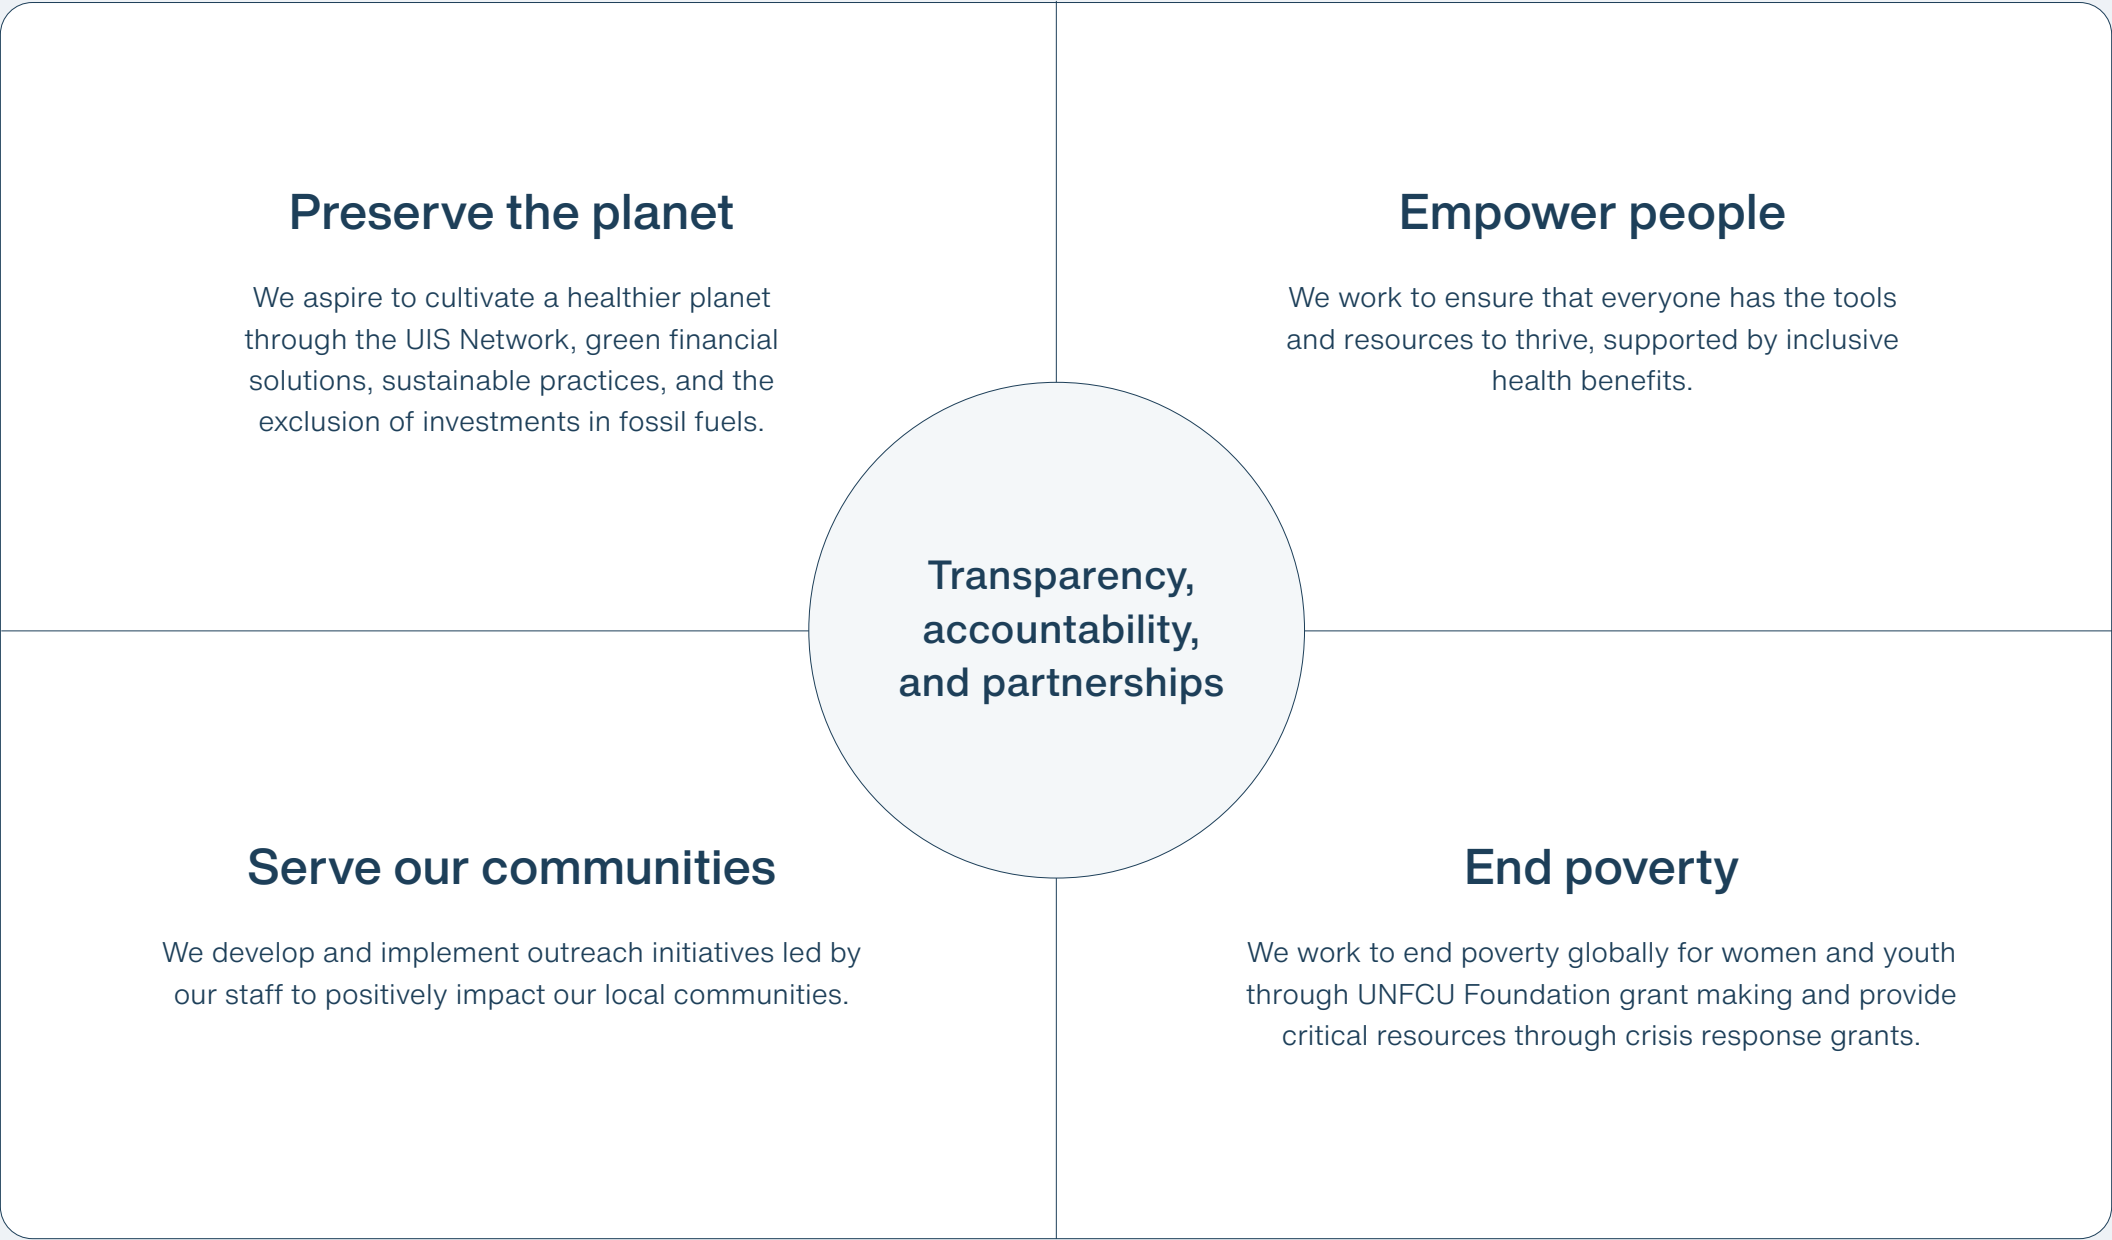 Preserve the planet
We aspire to cultivate a healthier planet
through the UIS Network, green financial
solutions, sustainable practices, and the
exclusion of investments in fossil fuels.
Empower people
We work to ensure that everyone has the tools
and resources to thrive, supported by inclusive
health benefits.
Transparency,
accountability,
and partnerships
Serve our communities
We develop and implement outreach initiatives led by
our staff to positively impact our local communities.
End poverty
We work to end poverty globally for women and youth
through UNFCU Foundation grant making and provide
critical resources through crisis response grants.